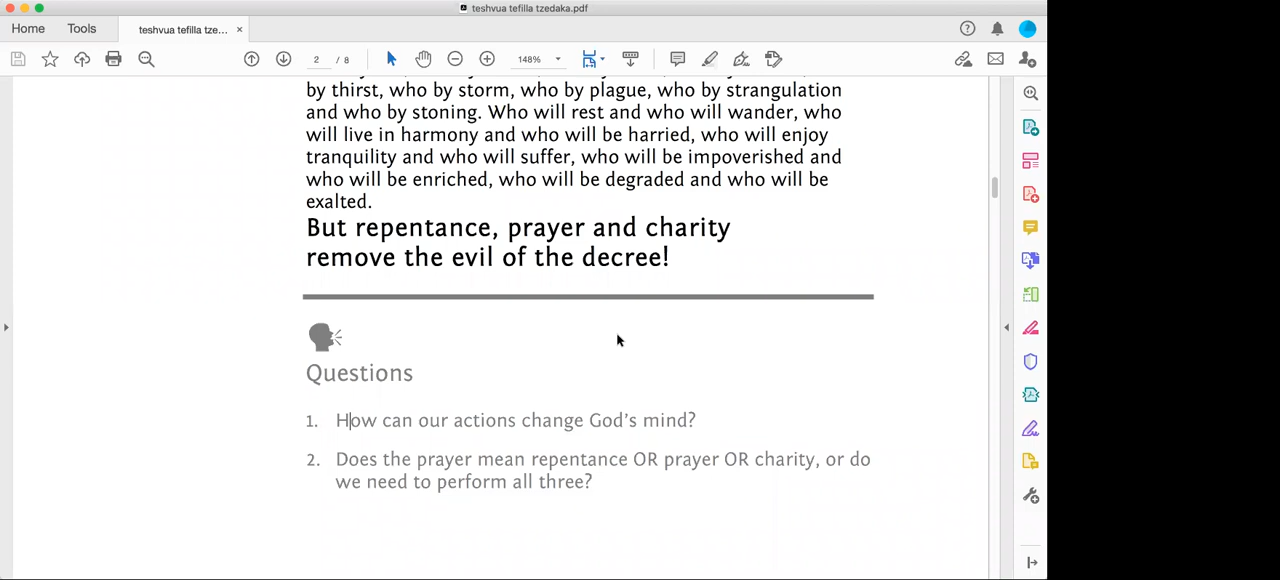 teshvua tefilla tzedaka.pdf
Home
Tools
teshvua tefilla tze...
2 / 8
148%
by thirst, who by storm, who by plague, who by strangulation
and who by stoning. Who will rest and who will wander, who
will live in harmony and who will be harried, who will enjoy
tranquility and who will suffer, who will be impoverished and
who will be enriched, who will be degraded and who will be
exalted.
But repentance, prayer and charity
remove the evil of the decree!
Questions
1. How can our actions change God's mind?
2. Does the prayer mean repentance OR prayer OR charity, or do
we need to perform all three?